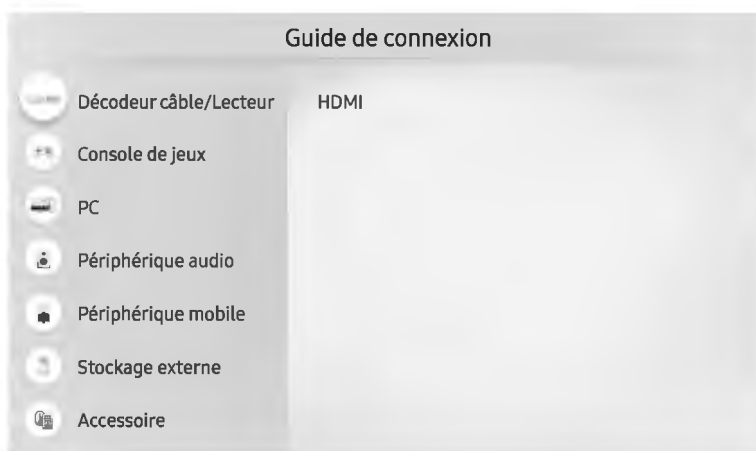 Guide de connexion
Décodeur câble/Lecteur
HDMI
Console de jeux
PC
Périphérique audio
Périphérique mobile
Stockage externe
Accessoire